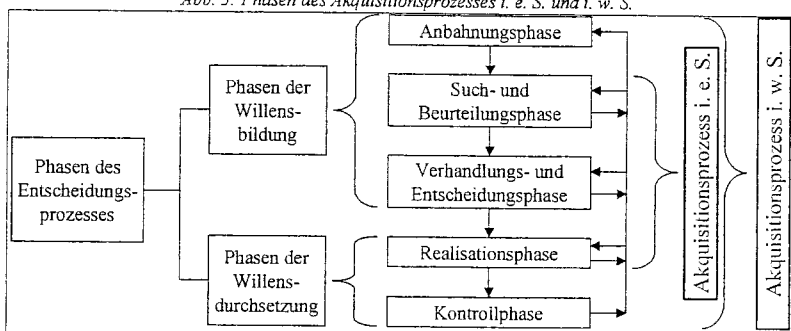 Abb. 3: Phasen des Akquisitionsprozesses i. e. S. und i. w. S.
Phasen des
Entscheidungs-
prozesses
Phasen der
Willens-
bildung
Phasen der
Willens-
durchsetzung
Anbahnungsphase
Such- und
Beurteilungsphase
Verhandlungs- und
Entscheidungsphase
Realisationsphase
Kontrollphase
Akquisitionsprozess i. e. S.
Akquisitionsprozess i. w. S.